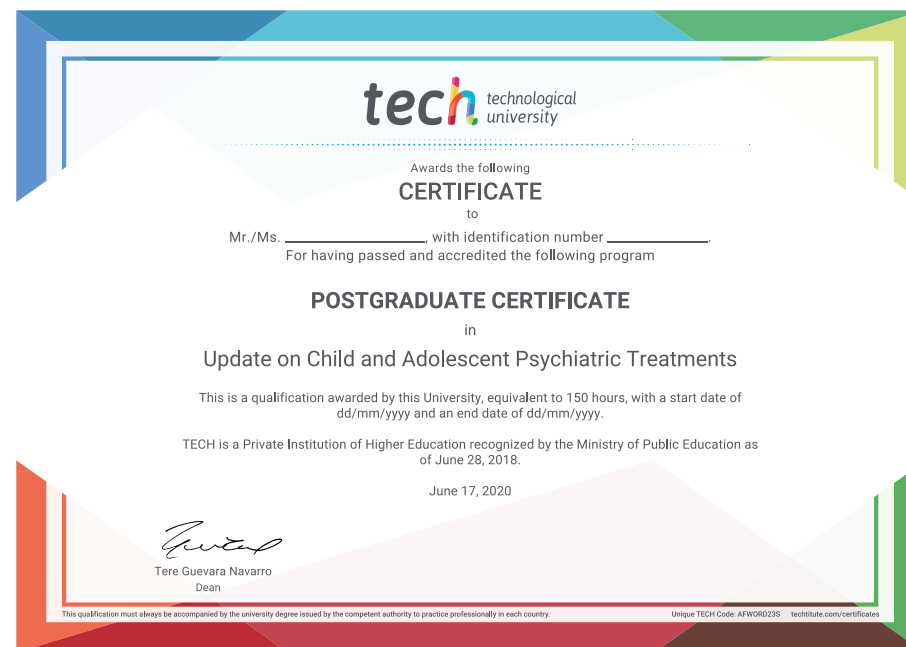 tech technological
university
Awards the following
CERTIFICATE
to
Mr./Ms. ____________, with identification number ____________.
For having passed and accredited the following program
POSTGRADUATE CERTIFICATE
in
Update on Child and Adolescent Psychiatric Treatments
This is a qualification awarded by this University, equivalent to 150 hours, with a start date of
dd/mm/yyyy and an end date of dd/mm/yyyy.
TECH is a Private Institution of Higher Education recognized by the Ministry of Public Education as
of June 28, 2018.
June 17, 2020
Tere Guevara Navarro
Dean
This qualification must always be accompanied by the university degree issued by the competent authority to practice professionally in each country. Unique TECH Code: AFWORD23S techtitute.com/certificates